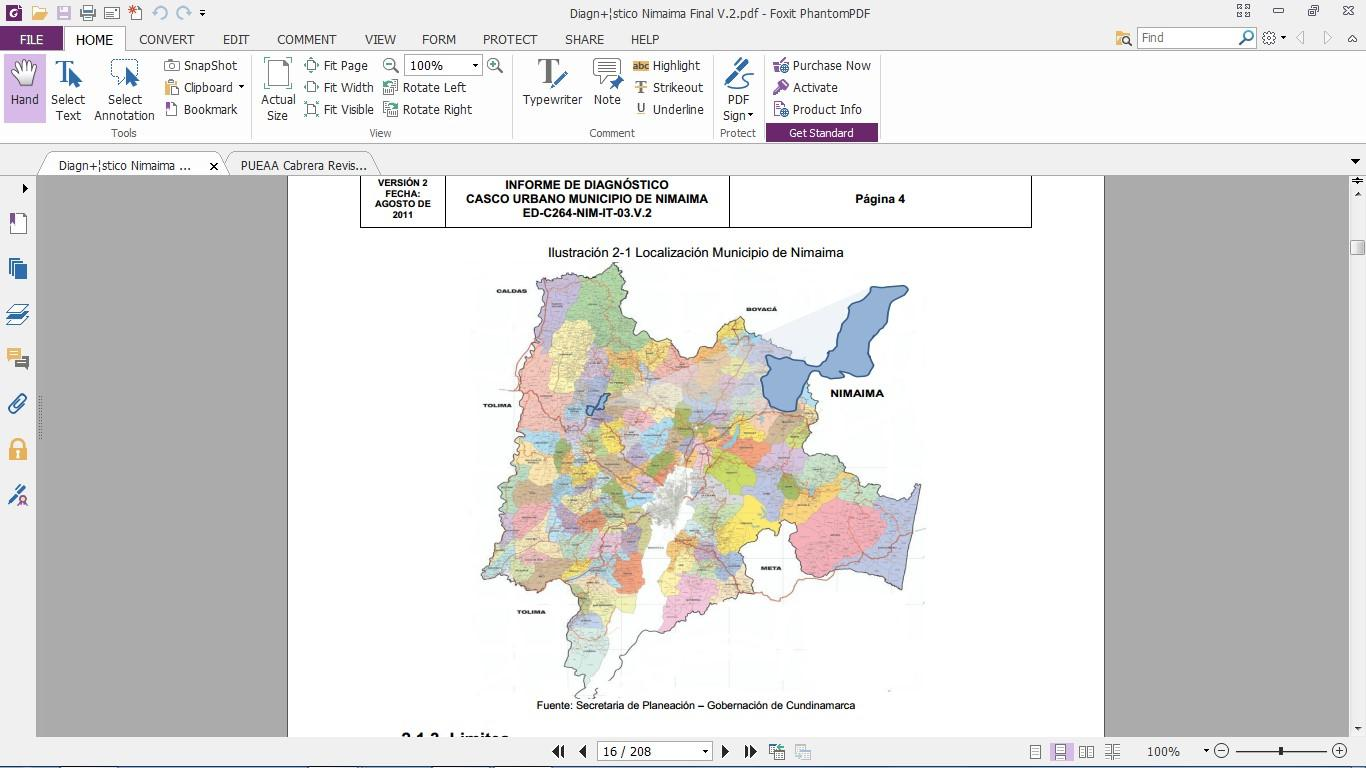 Diagn+¦stico Nimaima Final V.2.pdf - Foxit PhantomPDF
FILE HOME CONVERT EDIT COMMENT VIEW FORM PROTECT SHARE HELP Find
Hand
Select Text
Select Annotation
SnapShot
Clipboard
Bookmark
Tools
Actual Size
Fit Page
Fit Width
Fit Visible
100%
Rotate Left
Rotate Right
View
Typewriter
Note
abc Highlight
T Strikeout
U Underline
Comment
PDF Sign
Protect
Purchase Now
Activate
Product Info
Get Standard
Diagn+¦stico Nimaima ... x
PUEAA Cabrera Revis...
VERSIÓN 2
FECHA:
AGOSTO DE
2011
INFORME DE DIAGNÓSTICO
CASCO URBANO MUNICIPIO DE NIMAIMA
ED-C264-NIM-IT-03.V.2
Página 4
Ilustración 2-1 Localización Municipio de Nimaima
CALDAS
BOYACÁ
NIMAIMA
TOLIMA
META
TOLIMA
Fuente: Secretaria de Planeación – Gobernación de Cundinamarca
2.1.3 Limites
16 / 208
100%